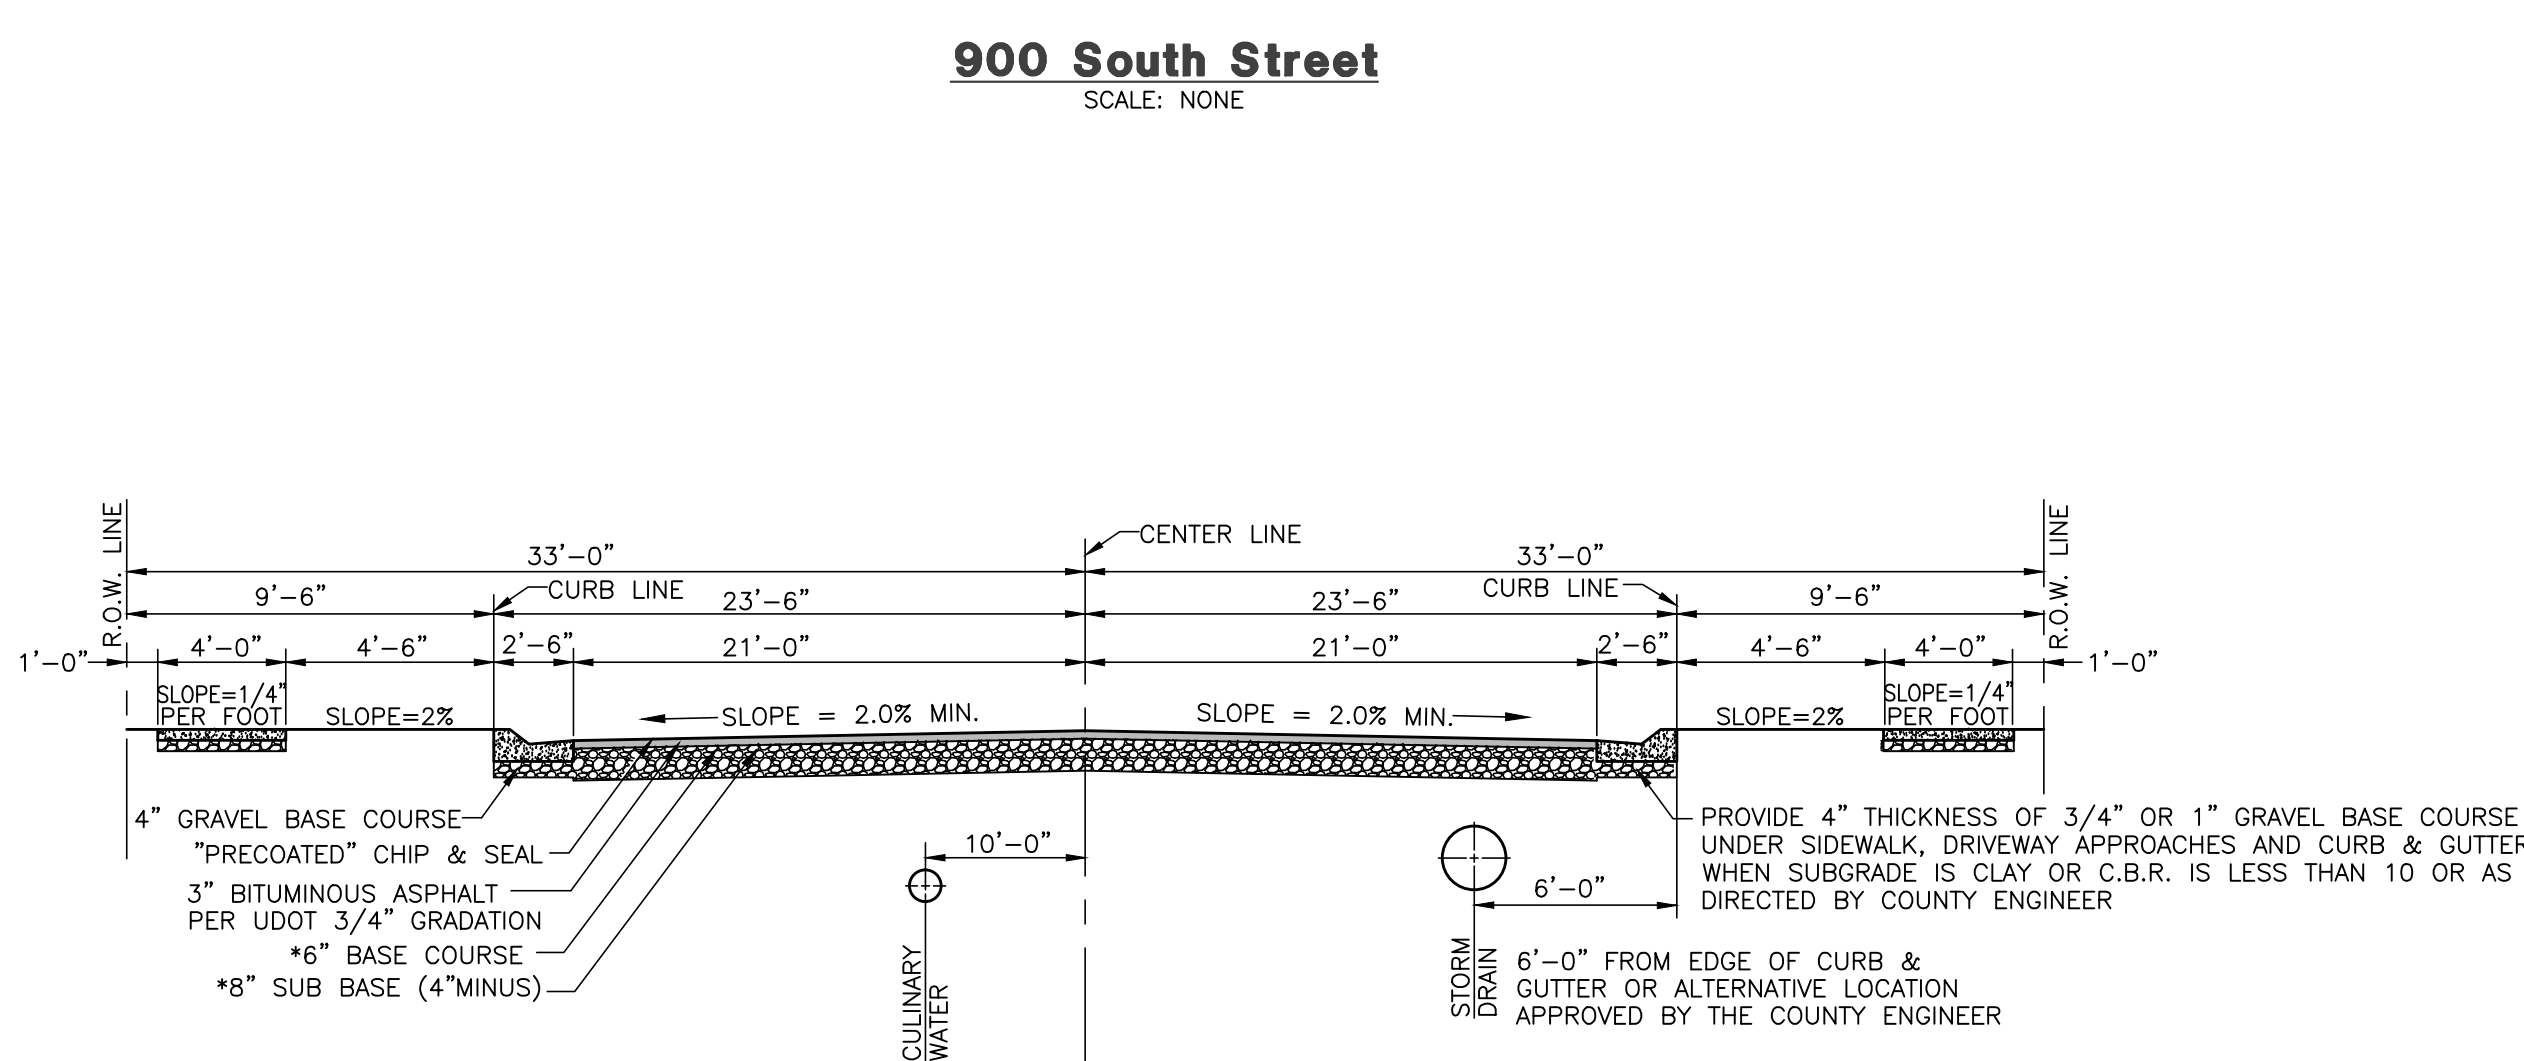 900 South Street
SCALE: NONE
R.O.W. LINE
R.O.W. LINE
CENTER LINE
33'-0"
33'-0"
9'-6"
CURB LINE
23'-6"
23'-6"
CURB LINE
9'-6"
1'-0"
4'-0"
4'-6"
2'-6"
21'-0"
21'-0"
2'-6"
4'-6"
4'-0"
1'-0"
SLOPE=1/4"
PER FOOT
SLOPE=2%
SLOPE = 2.0% MIN.
SLOPE = 2.0% MIN.
SLOPE=2%
SLOPE=1/4"
PER FOOT
4" GRAVEL BASE COURSE
"PRECOATED" CHIP & SEAL
3" BITUMINOUS ASPHALT
PER UDOT 3/4" GRADATION
*6" BASE COURSE
*8" SUB BASE (4"MINUS)
10'-0"
CULINARY
WATER
6'-0"
STORM
DRAIN
6'-0" FROM EDGE OF CURB &
GUTTER OR ALTERNATIVE LOCATION
APPROVED BY THE COUNTY ENGINEER
PROVIDE 4" THICKNESS OF 3/4" OR 1" GRAVEL BASE COURSE
UNDER SIDEWALK, DRIVEWAY APPROACHES AND CURB & GUTTER
WHEN SUBGRADE IS CLAY OR C.B.R. IS LESS THAN 10 OR AS
DIRECTED BY COUNTY ENGINEER